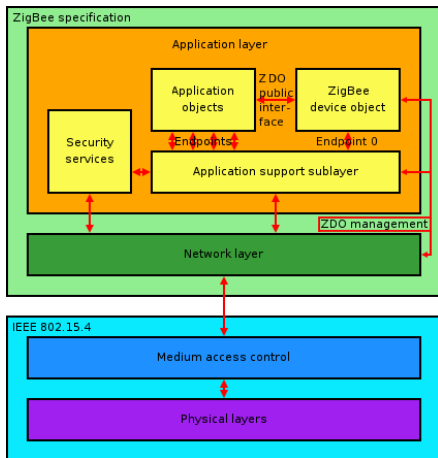 ZigBee specification
Application layer
Application
objects
ZDO
public
inter-
face
ZigBee
device object
Security
services
Endpoints
Endpoint 0
Application support sublayer
ZDO management
Network layer
IEEE 802.15.4
Medium access control
Physical layers